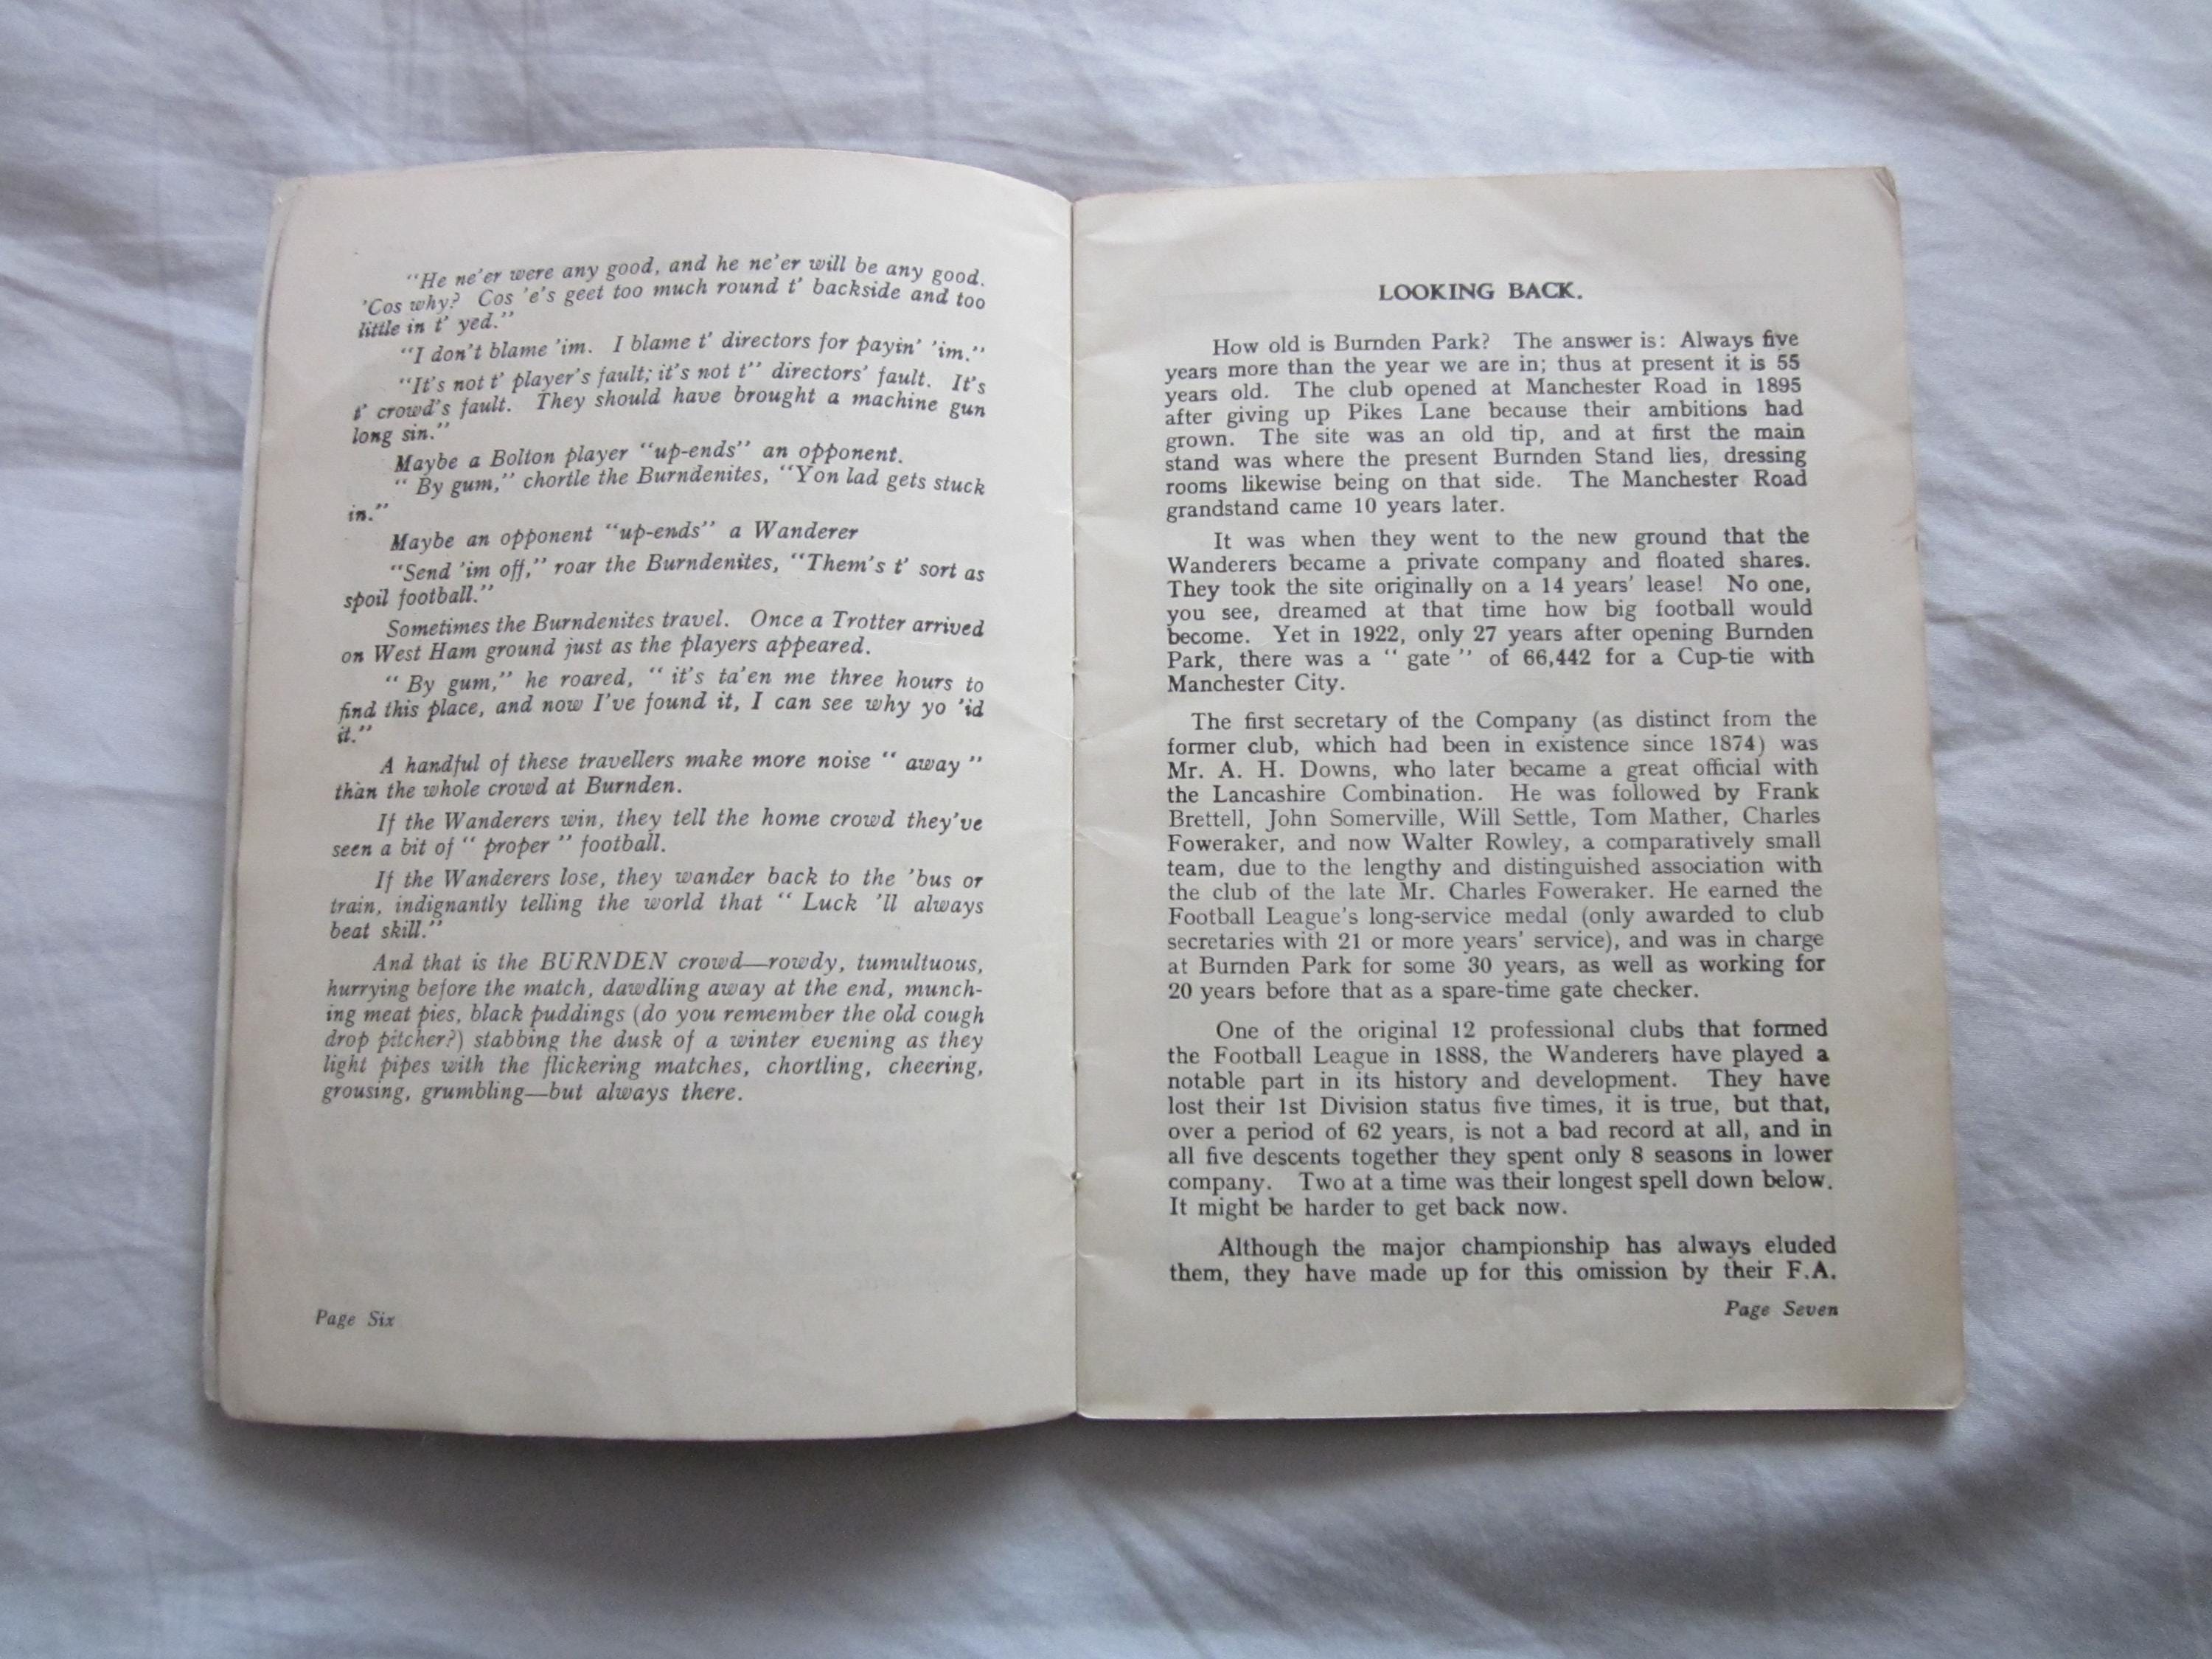 "He ne'er were any good, and he ne'er will be any good.
'Cos why? Cos 'e's geet too much round t' backside and too
little in t' yed."
"I don't blame 'im. I blame t' directors for payin' 'im."
"It's not t' player's fault; it's not t'' directors' fault. It's
t' crowd's fault. They should have brought a machine gun
long sin."
Maybe a Bolton player "up-ends" an opponent.
"By gum," chortle the Burndenites, "Yon lad gets stuck
in."
Maybe an opponent "up-ends" a Wanderer
"Send 'im off," roar the Burndenites, "Them's t' sort as
spoil football."
Sometimes the Burndenites travel. Once a Trotter arrived
on West Ham ground just as the players appeared.
"By gum," he roared, "it's ta'en me three hours to
find this place, and now I've found it, I can see why yo 'id
it."
A handful of these travellers make more noise "away"
than the whole crowd at Burnden.
If the Wanderers win, they tell the home crowd they've
seen a bit of "proper" football.
If the Wanderers lose, they wander back to the 'bus or
train, indignantly telling the world that "Luck 'll always
beat skill."
And that is the BURNDEN crowd—rowdy, tumultuous,
hurrying before the match, dawdling away at the end, munch-
ing meat pies, black puddings (do you remember the old cough
drop pitcher?) stabbing the dusk of a winter evening as they
light pipes with the flickering matches, chortling, cheering,
grousing, grumbling—but always there.
Page Six
LOOKING BACK.
How old is Burnden Park? The answer is: Always five
years more than the year we are in; thus at present it is 55
years old. The club opened at Manchester Road in 1895
after giving up Pikes Lane because their ambitions had
grown. The site was an old tip, and at first the main
stand was where the present Burnden Stand lies, dressing
rooms likewise being on that side. The Manchester Road
grandstand came 10 years later.
It was when they went to the new ground that the
Wanderers became a private company and floated shares.
They took the site originally on a 14 years' lease! No one,
you see, dreamed at that time how big football would
become. Yet in 1922, only 27 years after opening Burnden
Park, there was a "gate" of 66,442 for a Cup-tie with
Manchester City.
The first secretary of the Company (as distinct from the
former club, which had been in existence since 1874) was
Mr. A. H. Downs, who later became a great official with
the Lancashire Combination. He was followed by Frank
Brettell, John Somerville, Will Settle, Tom Mather, Charles
Foweraker, and now Walter Rowley, a comparatively small
team, due to the lengthy and distinguished association with
the club of the late Mr. Charles Foweraker. He earned the
Football League's long-service medal (only awarded to club
secretaries with 21 or more years' service), and was in charge
at Burnden Park for some 30 years, as well as working for
20 years before that as a spare-time gate checker.
One of the original 12 professional clubs that formed
the Football League in 1888, the Wanderers have played a
notable part in its history and development. They have
lost their 1st Division status five times, it is true, but that,
over a period of 62 years, is not a bad record at all, and in
all five descents together they spent only 8 seasons in lower
company. Two at a time was their longest spell down below.
It might be harder to get back now.
Although the major championship has always eluded
them, they have made up for this omission by their F.A.
Page Seven